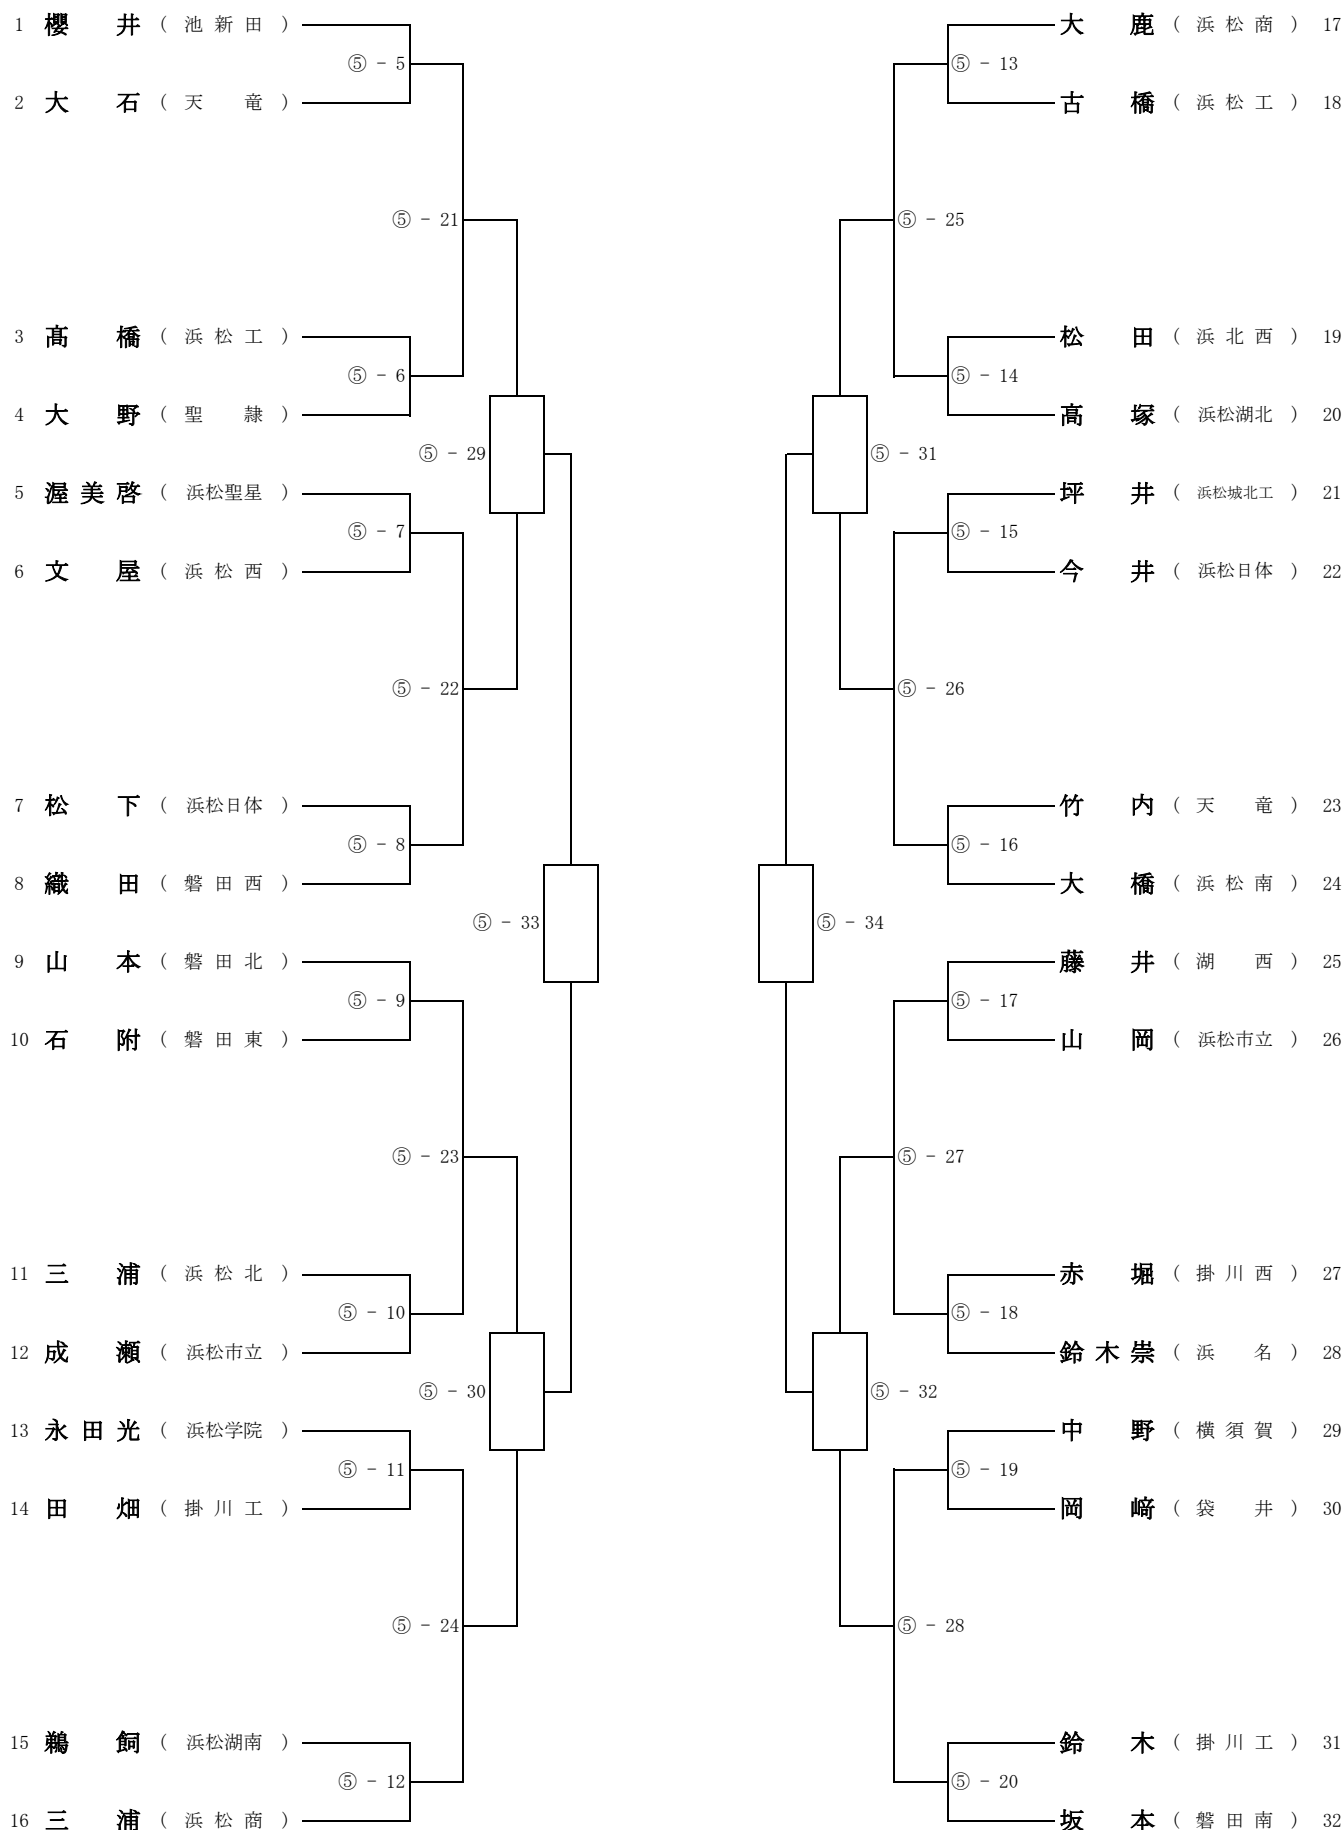 1 櫻井 （ 池新田 ） 大鹿 （ 浜松商 ） 17
⑤ - 5 ⑤ - 13
2 大石 （ 天竜 ） 古橋 （ 浜松工 ） 18
⑤ - 21 ⑤ - 25
3 髙橋 （ 浜松工 ） 松田 （ 浜北西 ） 19
⑤ - 6 ⑤ - 14
4 大野 （ 聖隷 ） 高塚 （ 浜松湖北 ） 20
⑤ - 29 ⑤ - 31
5 渥美啓 （ 浜松聖星 ） 坪井 （ 浜松城北工 ） 21
⑤ - 7 ⑤ - 15
6 文屋 （ 浜松西 ） 今井 （ 浜松日体 ） 22
⑤ - 22 ⑤ - 26
7 松下 （ 浜松日体 ） 竹内 （ 天竜 ） 23
⑤ - 8 ⑤ - 16
8 織田 （ 磐田西 ） 大橋 （ 浜松南 ） 24
⑤ - 33 ⑤ - 34
9 山本 （ 磐田北 ） 藤井 （ 湖西 ） 25
⑤ - 9 ⑤ - 17
10 石附 （ 磐田東 ） 山岡 （ 浜松市立 ） 26
⑤ - 23 ⑤ - 27
11 三浦 （ 浜松北 ） 赤堀 （ 掛川西 ） 27
⑤ - 10 ⑤ - 18
12 成瀬 （ 浜松市立 ） 鈴木崇 （ 浜名 ） 28
⑤ - 30 ⑤ - 32
13 永田光 （ 浜松学院 ） 中野 （ 横須賀 ） 29
⑤ - 11 ⑤ - 19
14 田畑 （ 掛川工 ） 岡﨑 （ 袋井 ） 30
⑤ - 24 ⑤ - 28
15 鵜飼 （ 浜松湖南 ） 鈴木 （ 掛川工 ） 31
⑤ - 12 ⑤ - 20
16 三浦 （ 浜松商 ） 坂本 （ 磐田南 ） 32